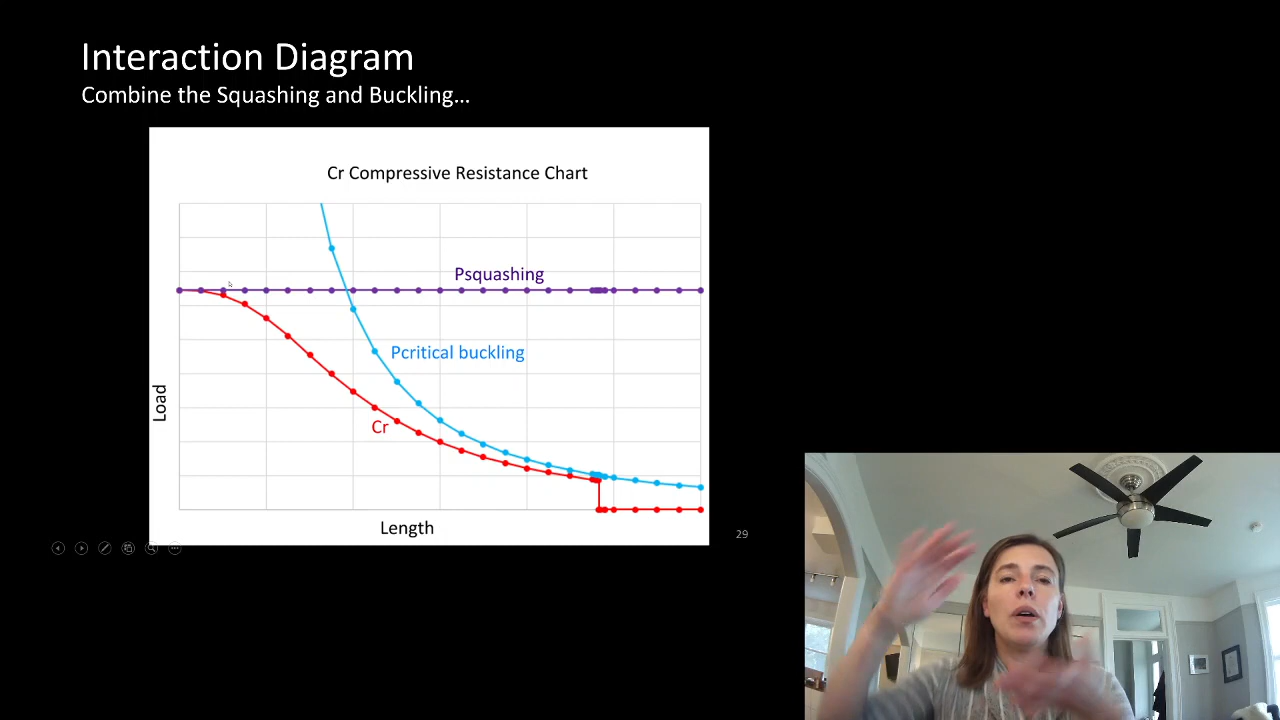 Interaction Diagram
Combine the Squashing and Buckling...
Cr Compressive Resistance Chart
Psquashing
Pcritical buckling
Load
Cr
Length
29